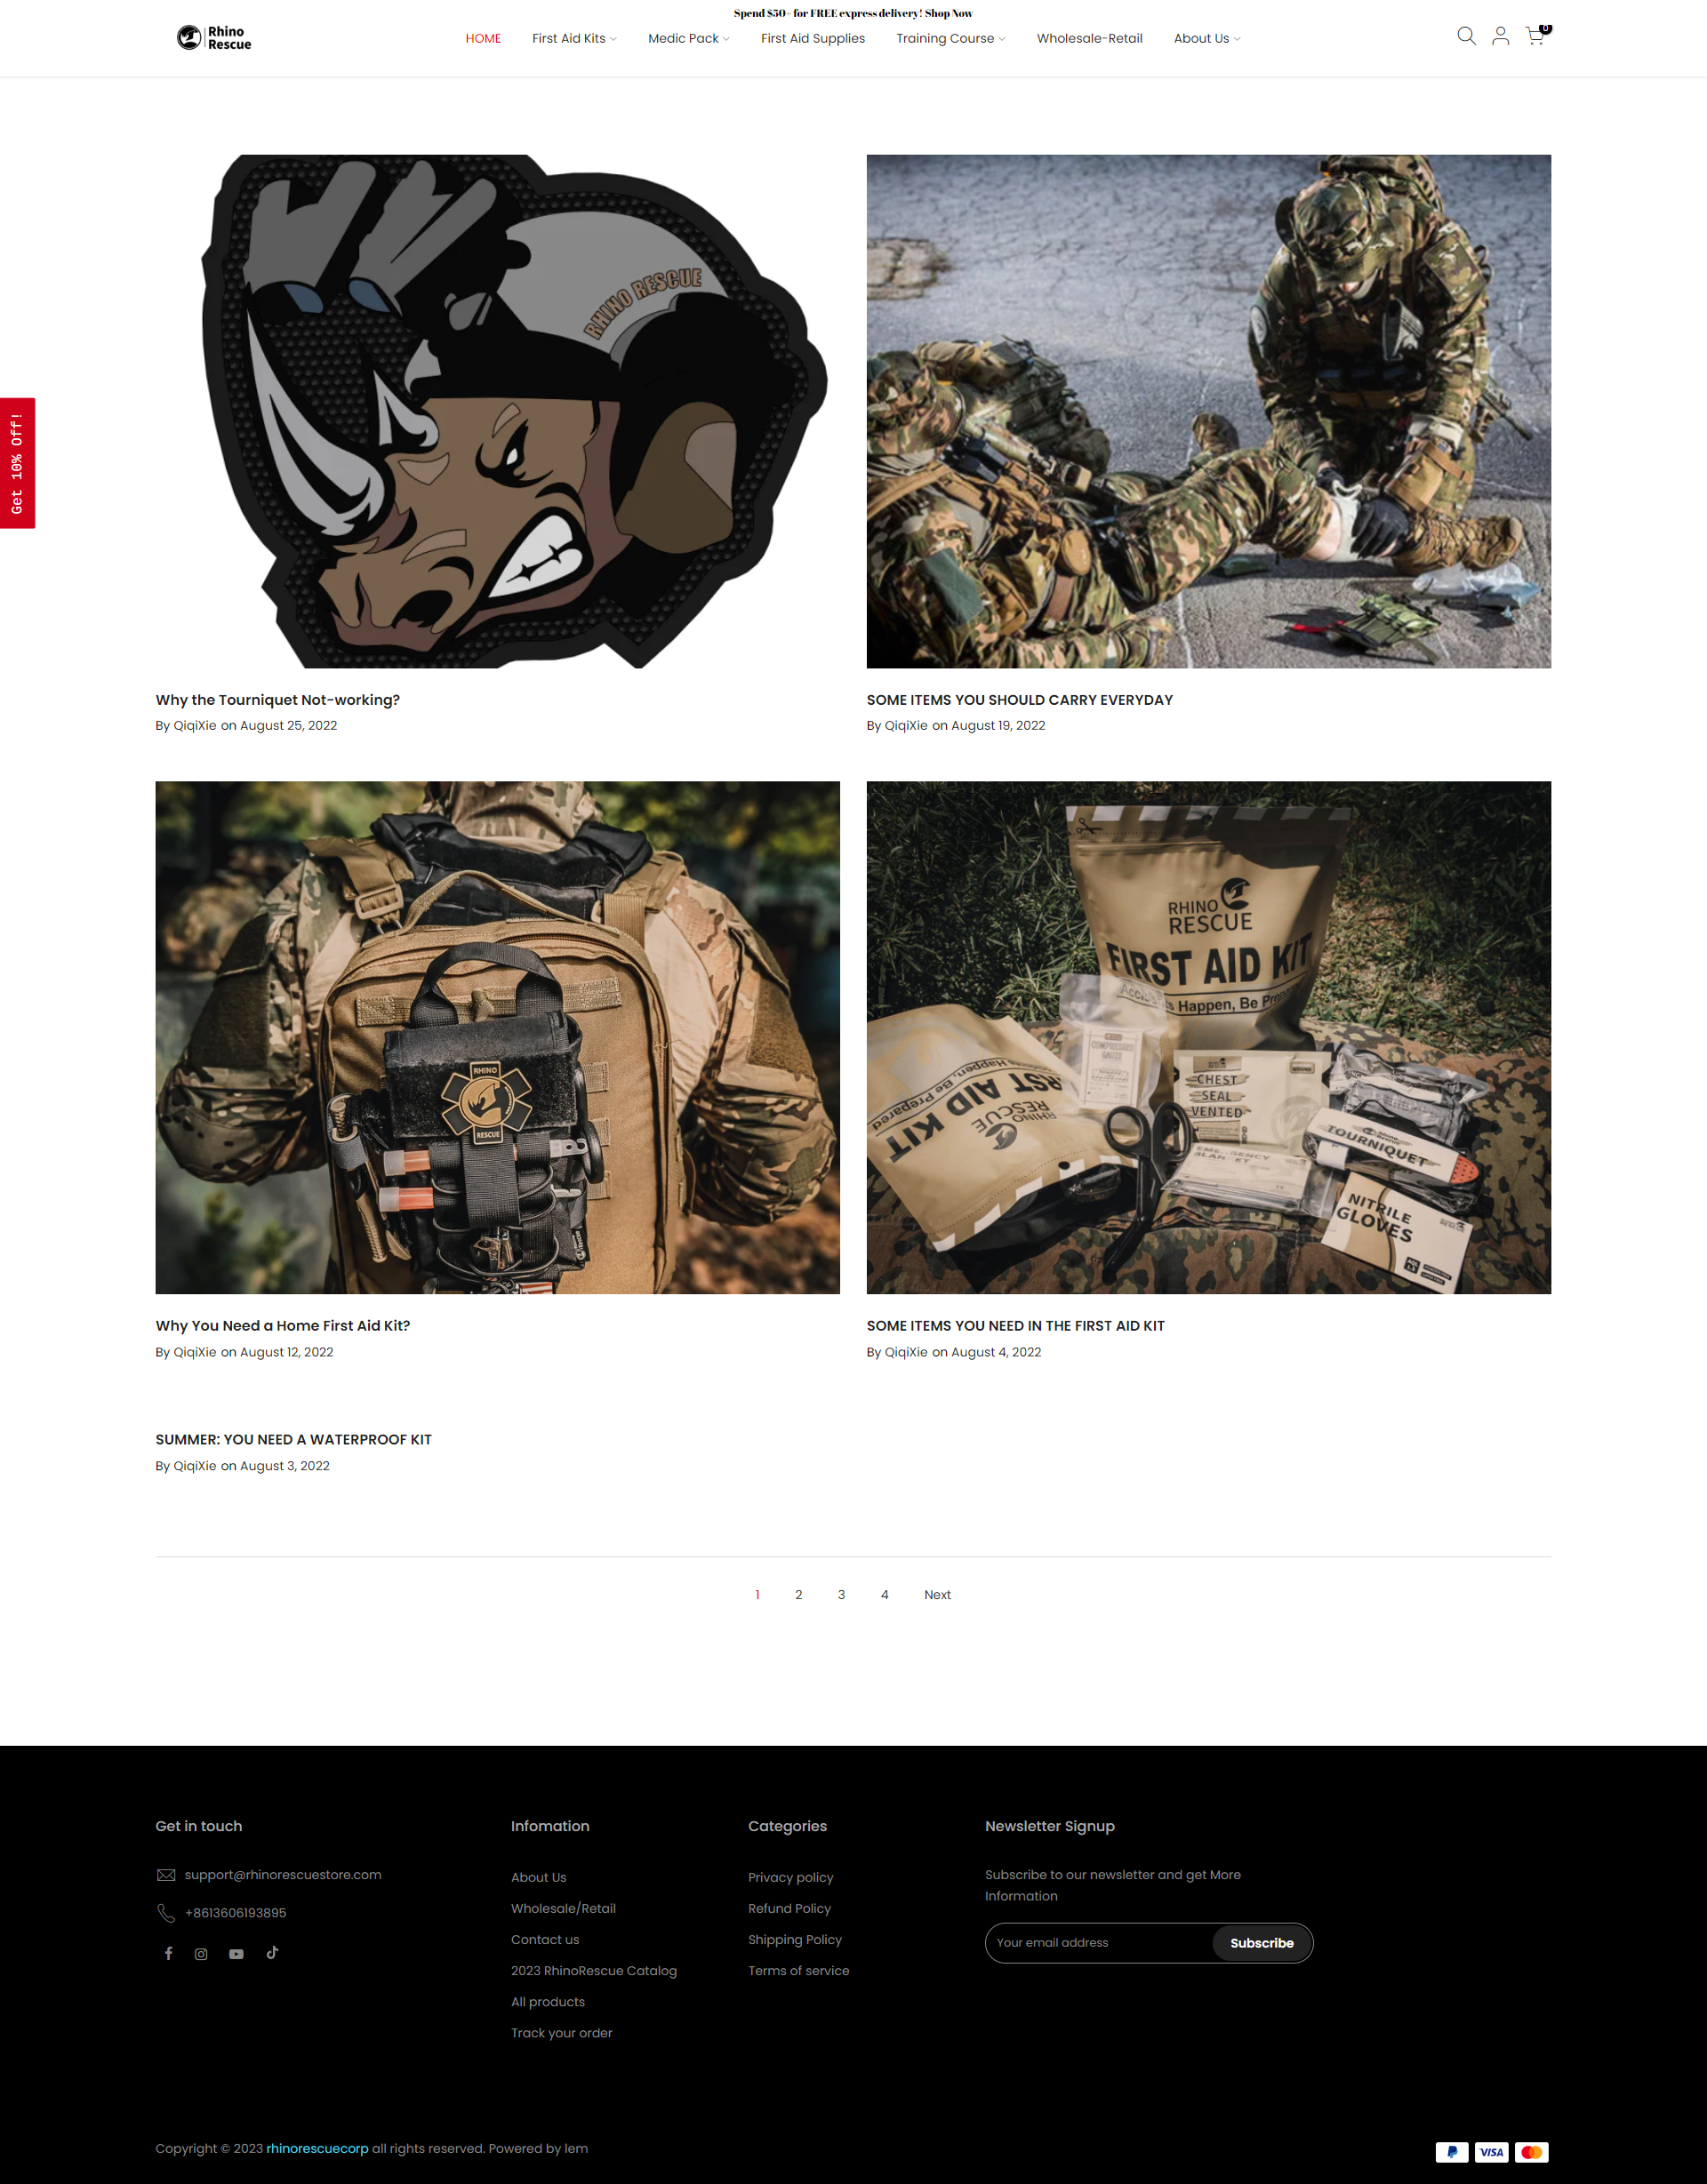 Spend $50+ for FREE express delivery! Shop Now
Rhino
Rescue
HOME
First Aid Kits
Medic Pack
First Aid Supplies
Training Course
Wholesale-Retail
About Us
0
Get 10% Off!
RHINO RESCUE
Why the Tourniquet Not-working?
By QiqiXie on August 25, 2022
SOME ITEMS YOU SHOULD CARRY EVERYDAY
By QiqiXie on August 19, 2022
RHINO
RESCUE
RHINO
RESCUE
FIRST AID KIT
COMPRESSED
GAUZE
CHEST
SEAL
VENTED
TOURNIQUET
NITRILE
GLOVES
RHINO
RESCUE
AID KIT
Happen, Be Prepared
Why You Need a Home First Aid Kit?
By QiqiXie on August 12, 2022
SOME ITEMS YOU NEED IN THE FIRST AID KIT
By QiqiXie on August 4, 2022
SUMMER: YOU NEED A WATERPROOF KIT
By QiqiXie on August 3, 2022
1 2 3 4 Next
Get in touch
support@rhinorescuestore.com
+8613606193895
Infomation
About Us
Wholesale/Retail
Contact us
2023 RhinoRescue Catalog
All products
Track your order
Categories
Privacy policy
Refund Policy
Shipping Policy
Terms of service
Newsletter Signup
Subscribe to our newsletter and get More
Information
Your email address
Subscribe
Copyright © 2023 rhinorescuecorp all rights reserved. Powered by lem
VISA